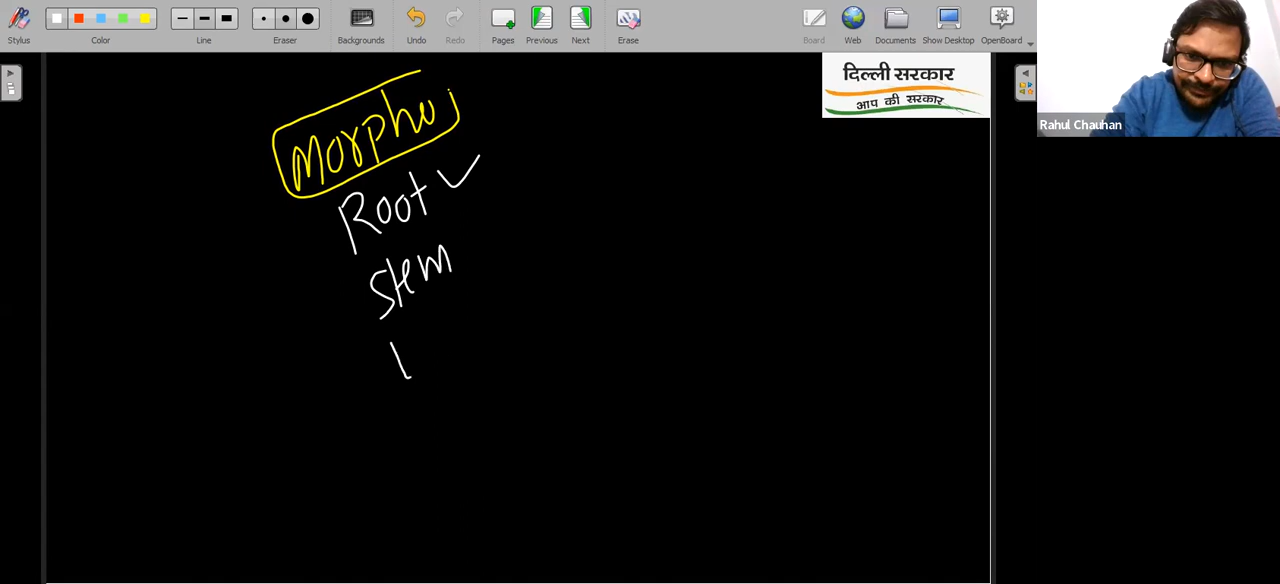 Stylus Color Line Eraser Backgrounds Undo Redo Pages Previous Next Erase Board Web Documents Show Desktop OpenBoard
दिल्ली सरकार
आप की सरकार
Rahul Chauhan
Morpho
Root ✓
Stem